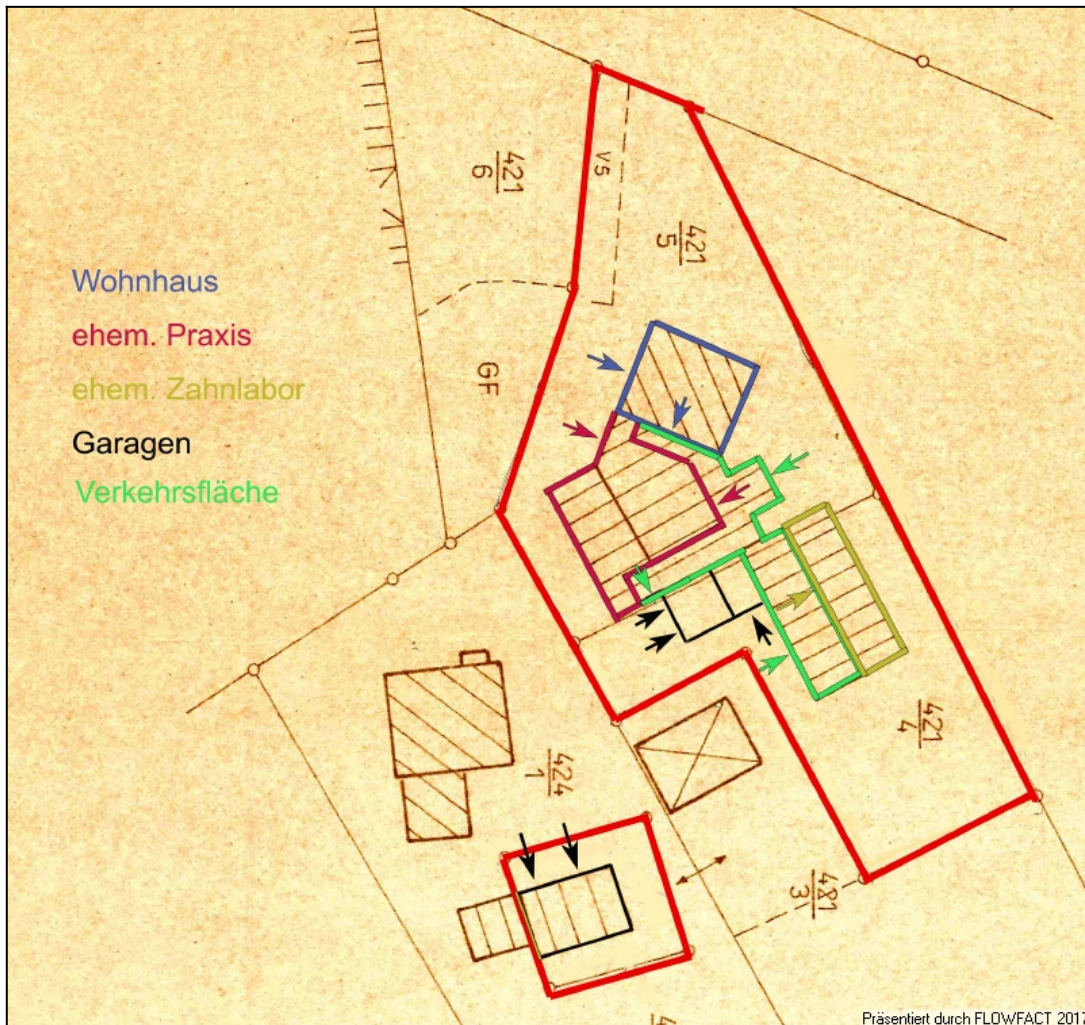 421
6
V5
421
5
Wohnhaus
ehem. Praxis
ehem. Zahnlabor
Garagen
Verkehrsfläche
GF
421
4
424
1
481
3
Präsentiert durch FLOWFACT 2017